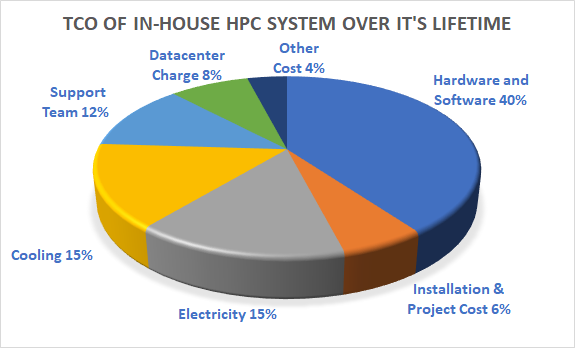 TCO OF IN-HOUSE HPC SYSTEM OVER IT'S LIFETIME
Other
Cost 4%
Datacenter
Charge 8%
Hardware and
Software 40%
Support
Team 12%
Cooling 15%
Installation &
Project Cost 6%
Electricity 15%